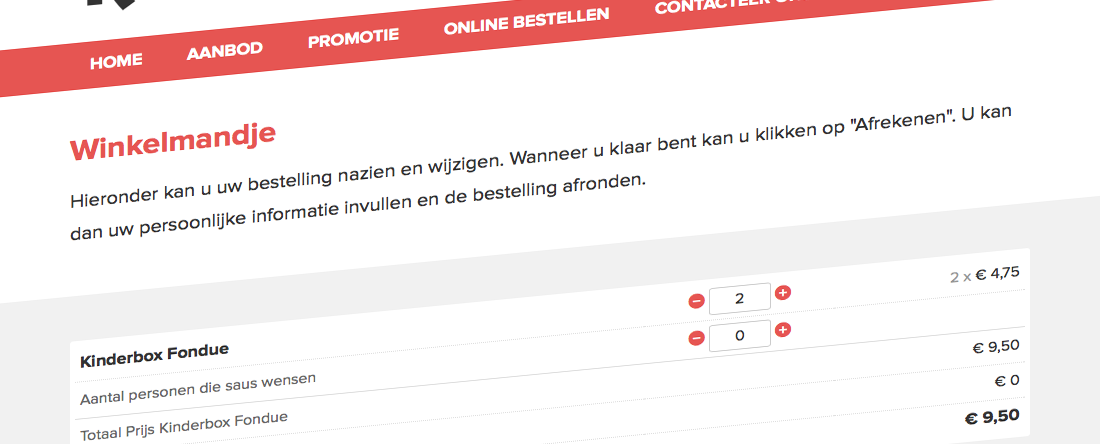 HOME AANBOD PROMOTIE ONLINE BESTELLEN CONTACTEER
Winkelmandje
Hieronder kan u uw bestelling nazien en wijzigen. Wanneer u klaar bent kan u klikken op "Afrekenen". U kan
dan uw persoonlijke informatie invullen en de bestelling afronden.
Kinderbox Fondue 2 2 x € 4,75
Aantal personen die saus wensen 0
Totaal Prijs Kinderbox Fondue € 9,50
€ 0
€ 9,50